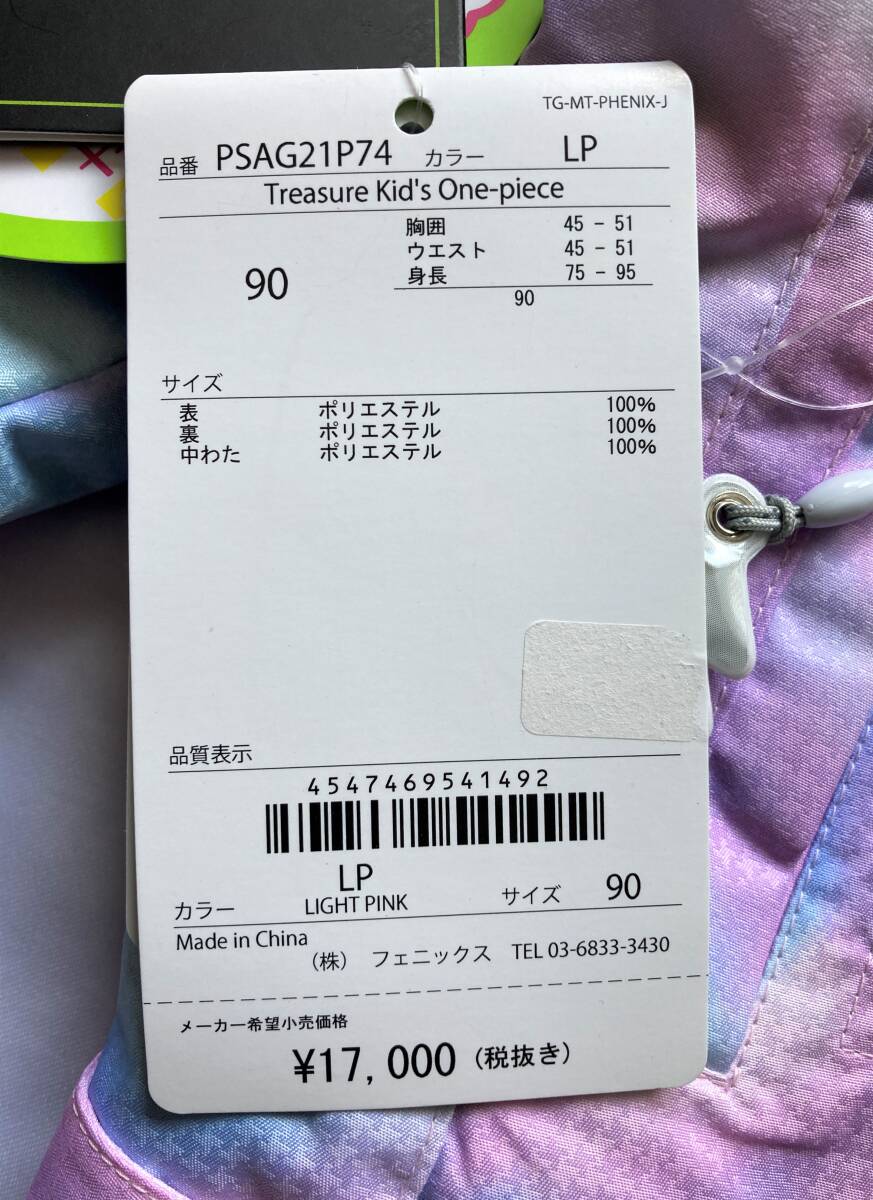 TG-MT-PHENIX-J
品番 PSAG21P74 カラー LP
Treasure Kid's One-piece
胸囲 45 - 51
ウエスト 45 - 51
90 身長 75 - 95
90
サイズ
表 ポリエステル 100%
裏 ポリエステル 100%
中わた ポリエステル 100%
品質表示
4547469541492
LP
カラー LIGHT PINK サイズ 90
Made in China
(株) フェニックス TEL 03-6833-3430
メーカー希望小売価格
¥17,000 (税抜き)